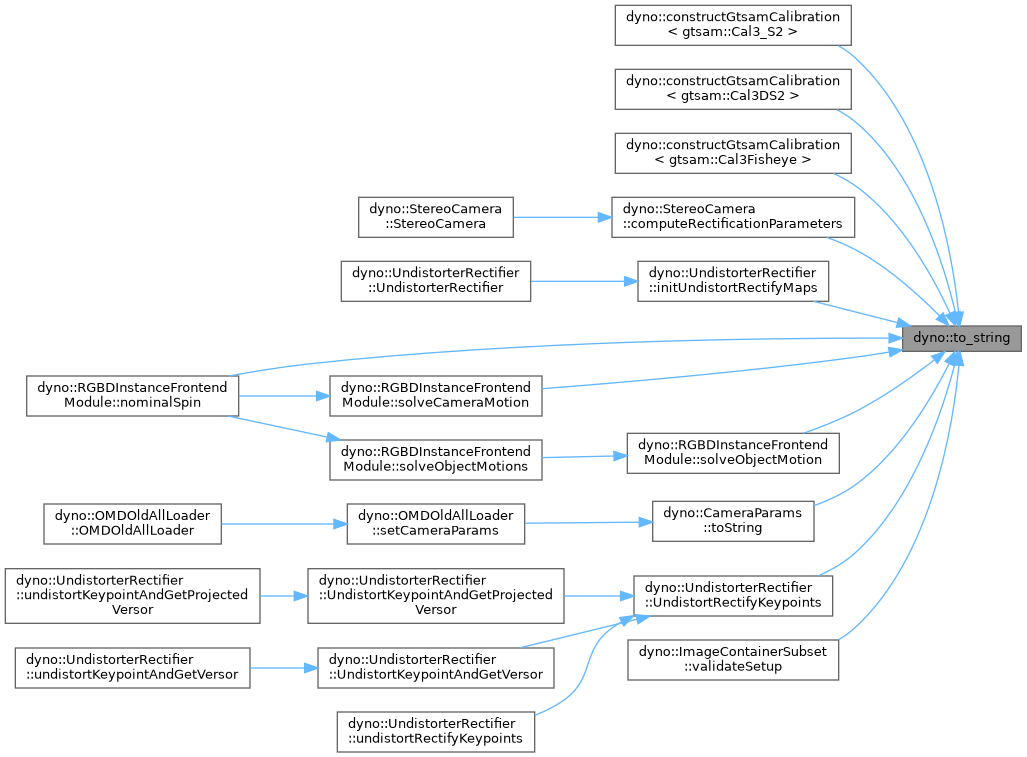 dyno::constructGtsamCalibration
< gtsam::Cal3_S2 >
dyno::constructGtsamCalibration
< gtsam::Cal3DS2 >
dyno::constructGtsamCalibration
< gtsam::Cal3Fisheye >
dyno::StereoCamera
::StereoCamera
dyno::StereoCamera
::computeRectificationParameters
dyno::UndistorterRectifier
::UndistorterRectifier
dyno::UndistorterRectifier
::initUndistortRectifyMaps
dyno::to_string
dyno::RGBDInstanceFrontend
Module::nominalSpin
dyno::RGBDInstanceFrontend
Module::solveCameraMotion
dyno::RGBDInstanceFrontend
Module::solveObjectMotions
dyno::RGBDInstanceFrontend
Module::solveObjectMotion
dyno::OMDOldAllLoader
::OMDOldAllLoader
dyno::OMDOldAllLoader
::setCameraParams
dyno::CameraParams
::toString
dyno::UndistorterRectifier
::undistortKeypointAndGetProjected
Versor
dyno::UndistorterRectifier
::UndistortKeypointAndGetProjected
Versor
dyno::UndistorterRectifier
::UndistortRectifyKeypoints
dyno::UndistorterRectifier
::undistortKeypointAndGetVersor
dyno::UndistorterRectifier
::UndistortKeypointAndGetVersor
dyno::ImageContainerSubset
::validateSetup
dyno::UndistorterRectifier
::undistortRectifyKeypoints